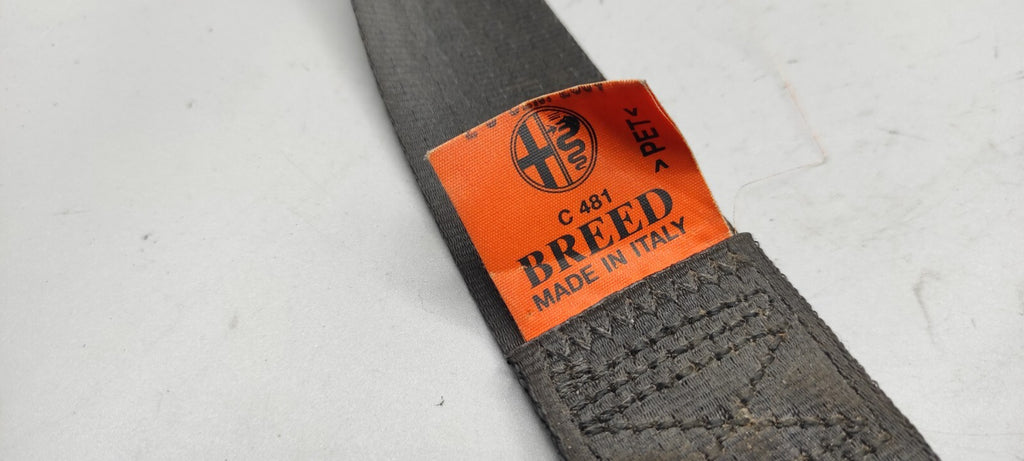 >PET<
C 481
BREED
MADE IN ITALY